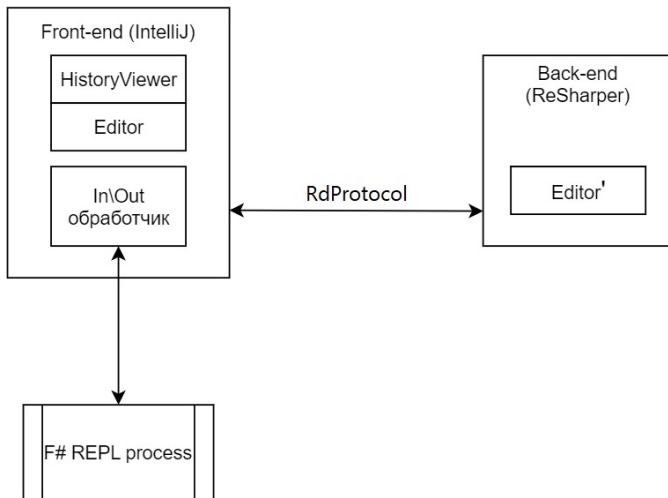 Front-end (IntelliJ)
HistoryViewer
Editor
In\Out
обработчик
RdProtocol
Back-end
(ReSharper)
Editor'
F# REPL process